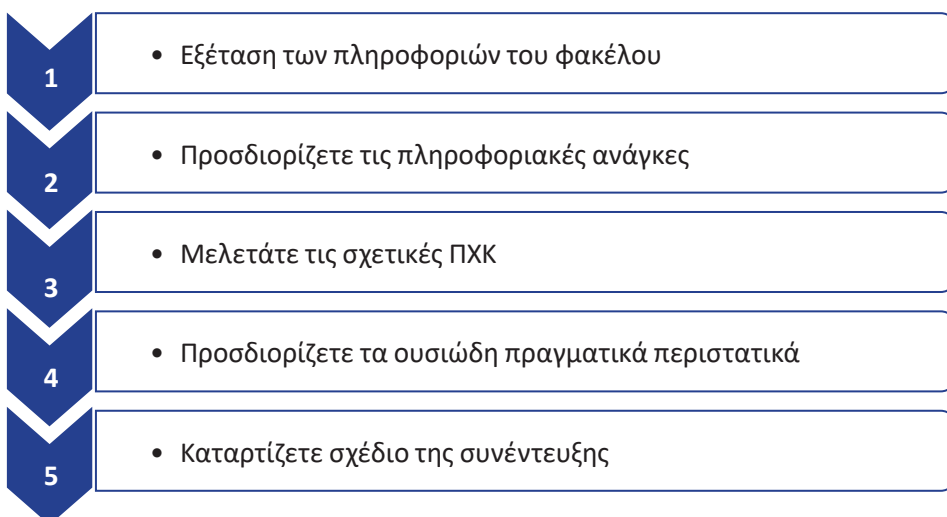 1 • Εξέταση των πληροφοριών του φακέλου
2 • Προσδιορίζετε τις πληροφοριακές ανάγκες
3 • Μελετάτε τις σχετικές ΠΧΚ
4 • Προσδιορίζετε τα ουσιώδη πραγματικά περιστατικά
5 • Καταρτίζετε σχέδιο της συνέντευξης